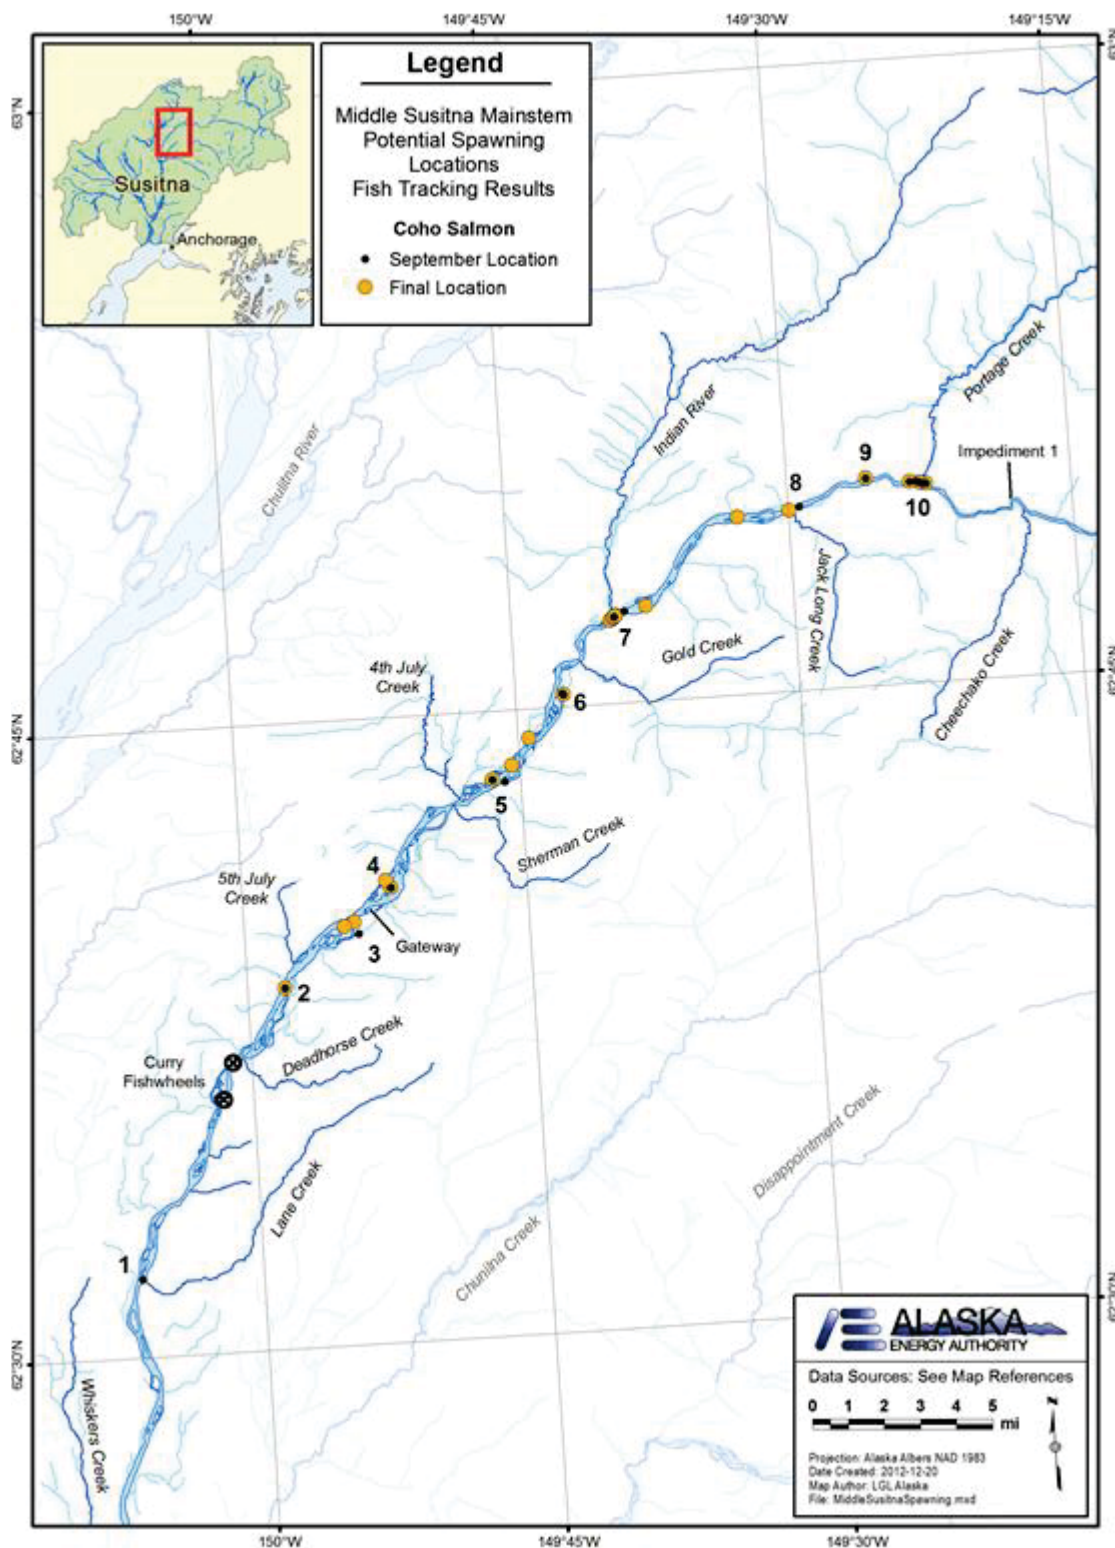 150°W
149°45'W
149°30'W
149°15'W
63°N
Susitna
Anchorage
Legend
Middle Susitna Mainstem
Potential Spawning
Locations
Fish Tracking Results
Coho Salmon
September Location
Final Location
Chulitna River
Indian River
Portage Creek
Impediment 1
9
8
10
Jack Long Creek
Cheechako Creek
7
Gold Creek
4th July
Creek
6
62°45'N
5
Sherman Creek
4
5th July
Creek
Gateway
3
2
Deadhorse Creek
Curry
Fishwheels
Lane Creek
Disappointment Creek
Chunilna Creek
1
Whiskers Creek
62°30'N
ALASKA
ENERGY AUTHORITY
Data Sources: See Map References
0 1 2 3 4 5
mi
N
Projection: Alaska Albers NAD 1983
Date Created: 2012-12-20
Map Author: LGL Alaska
File: MiddleSusitnaSpawning.mxd
150°W
149°45'W
149°30'W